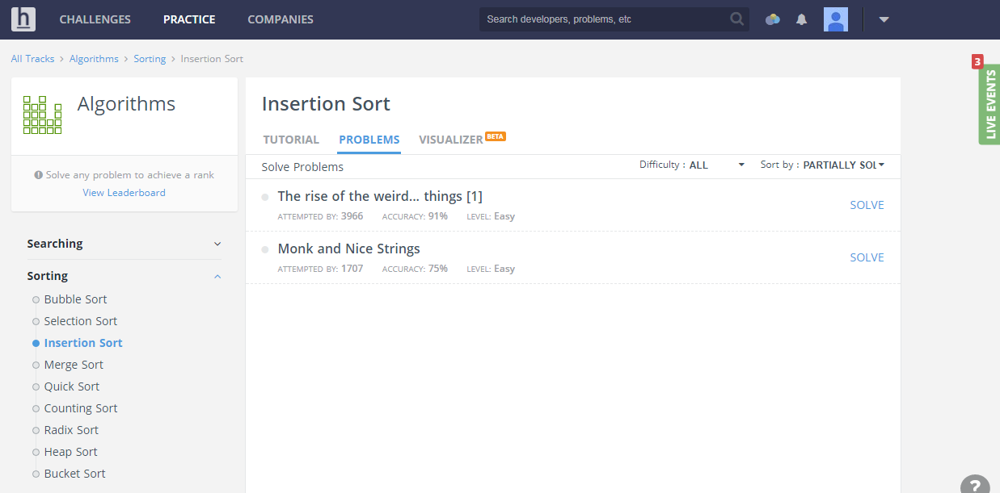 h CHALLENGES PRACTICE COMPANIES Search developers, problems, etc
All Tracks > Algorithms > Sorting > Insertion Sort
3
LIVE EVENTS
Algorithms
Solve any problem to achieve a rank
View Leaderboard
Searching
Sorting
Bubble Sort
Selection Sort
Insertion Sort
Merge Sort
Quick Sort
Counting Sort
Radix Sort
Heap Sort
Bucket Sort
Insertion Sort
TUTORIAL PROBLEMS VISUALIZER BETA
Solve Problems Difficulty : ALL Sort by : PARTIALLY SOL
The rise of the weird... things [1]
ATTEMPTED BY: 3966 ACCURACY: 91% LEVEL: Easy
SOLVE
Monk and Nice Strings
ATTEMPTED BY: 1707 ACCURACY: 75% LEVEL: Easy
SOLVE
?